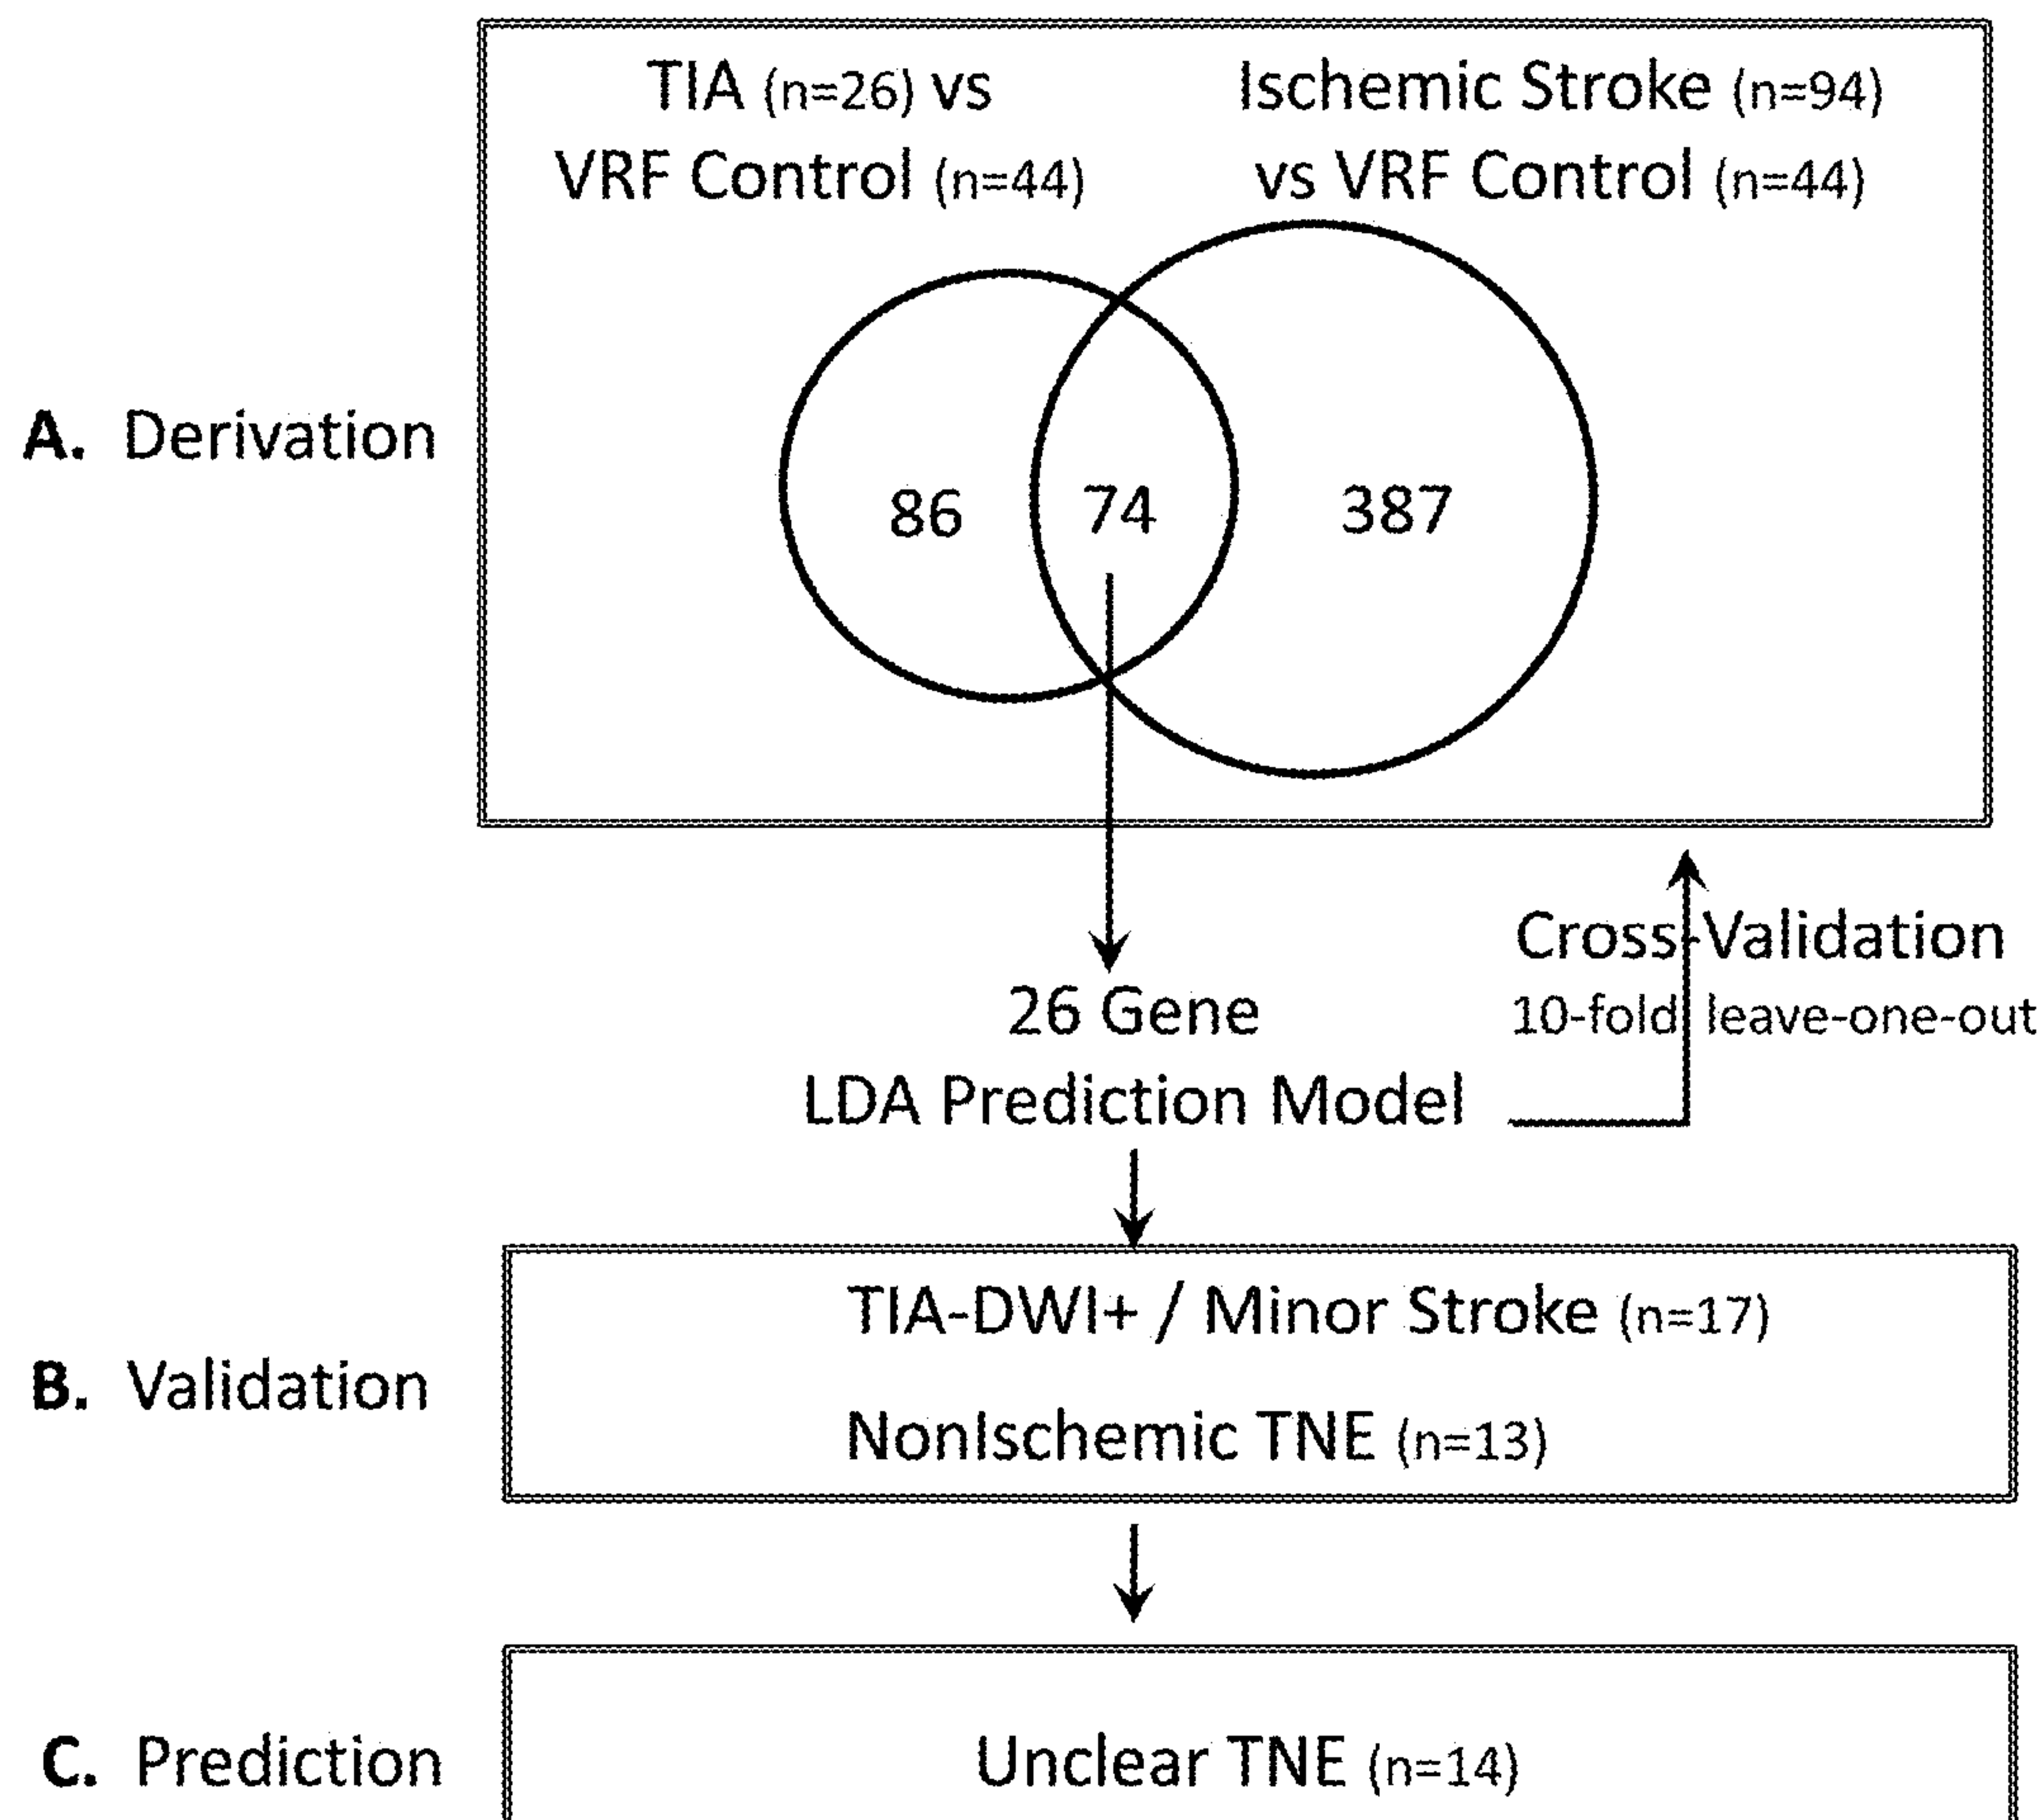 TIA (n=26) vs
VRF Control (n=44)
Ischemic Stroke (n=94)
vs VRF Control (n=44)
A. Derivation
86
74
387
Cross-Validation
10-fold leave-one-out
26 Gene
LDA Prediction Model
TIA-DWI+ / Minor Stroke (n=17)
B. Validation
NonIschemic TNE (n=13)
C. Prediction
Unclear TNE (n=14)